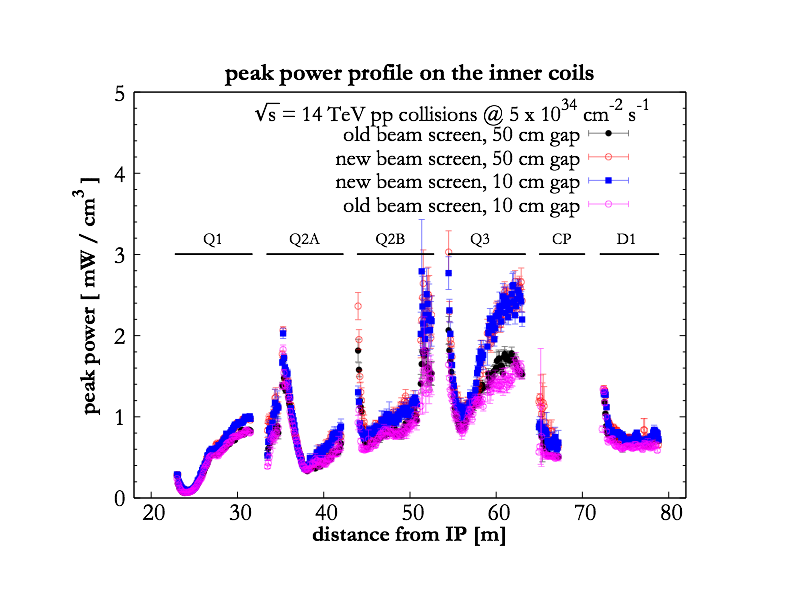 peak power profile on the inner coils
√s = 14 TeV pp collisions @ 5 x 10^34 cm^-2 s^-1
old beam screen, 50 cm gap
new beam screen, 50 cm gap
new beam screen, 10 cm gap
old beam screen, 10 cm gap
Q1 Q2A Q2B Q3 CP D1
peak power [ mW / cm^3 ]
5
4
3
2
1
0
20 30 40 50 60 70 80
distance from IP [m]